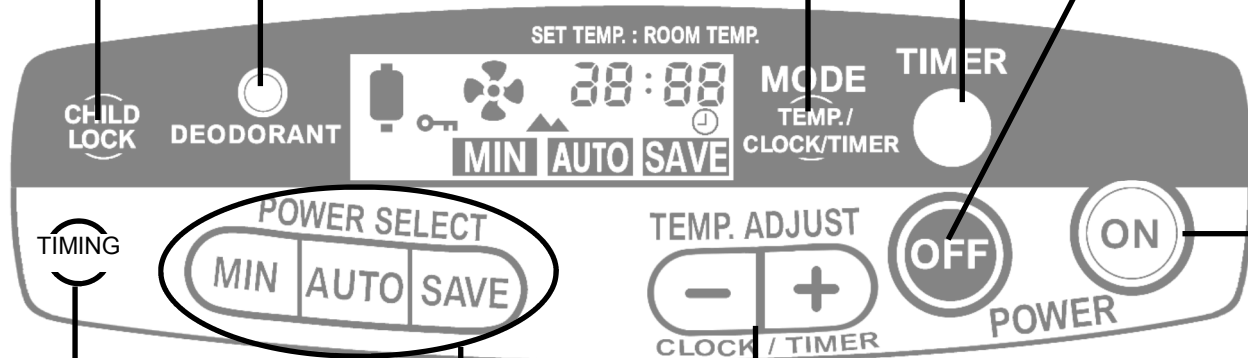 SET TEMP. : ROOM TEMP.
CHILD
LOCK
DEODORANT
38:88
MIN AUTO SAVE
MODE
TEMP./
CLOCK/TIMER
TIMER
TIMING
POWER SELECT
MIN AUTO SAVE
TEMP. ADJUST
− +
CLOCK / TIMER
OFF
ON
POWER